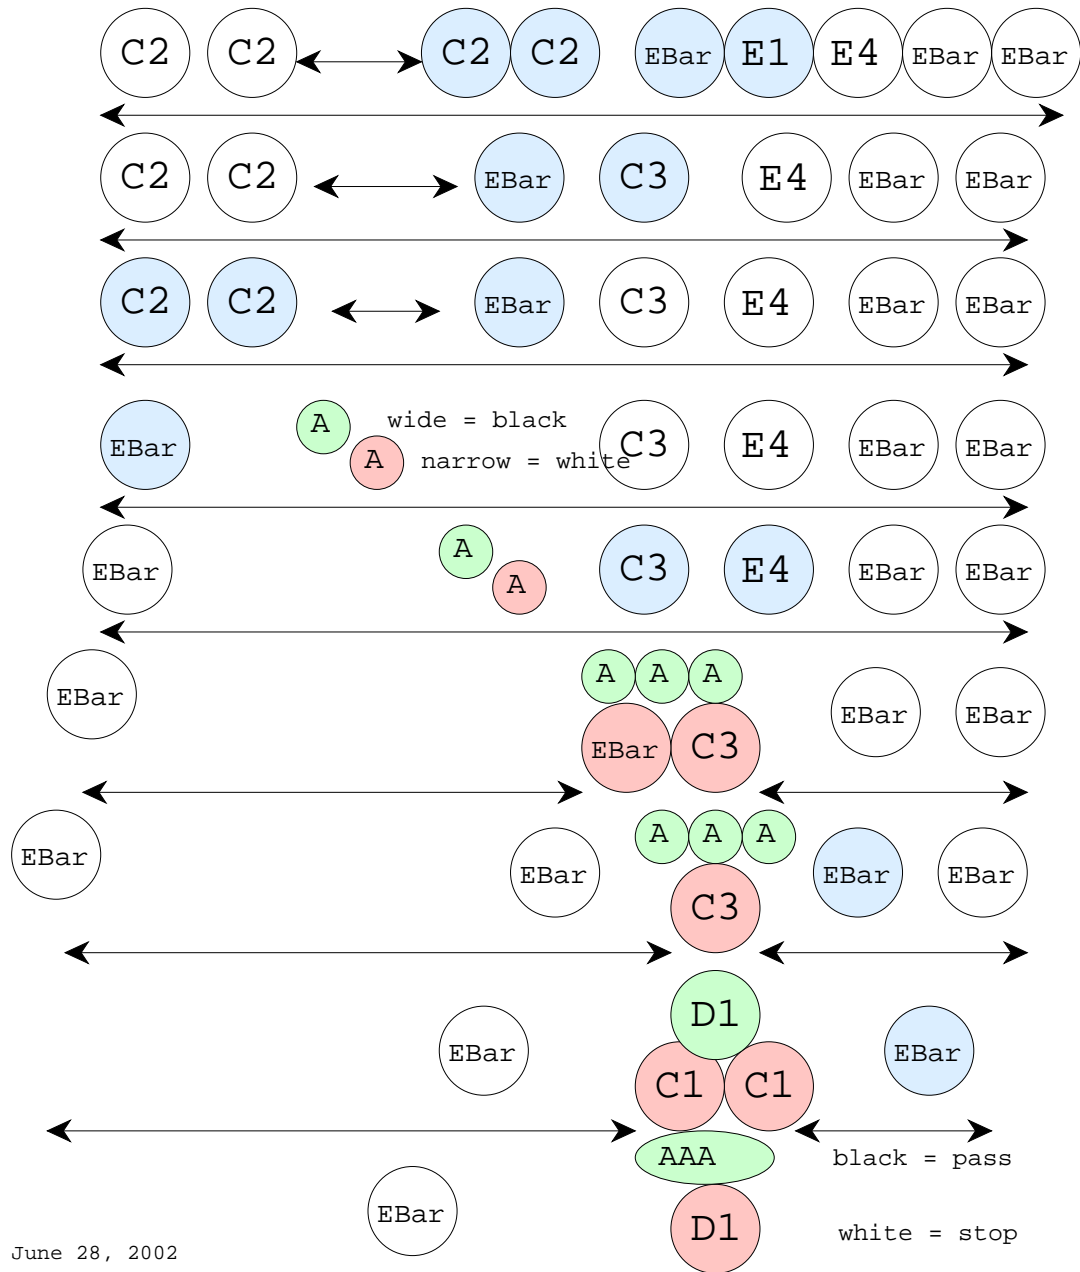 C2 C2 C2 C2 EBar E1 E4 EBar EBar
C2 C2 EBar C3 E4 EBar EBar
C2 C2 EBar C3 E4 EBar EBar
EBar A wide = black C3 E4 EBar EBar
A narrow = white
EBar A C3 E4 EBar EBar
A
A A A
EBar EBar C3 EBar EBar
A A A
EBar EBar EBar EBar
C3
D1
EBar EBar
C1 C1
AAA black = pass
EBar
D1 white = stop
June 28, 2002